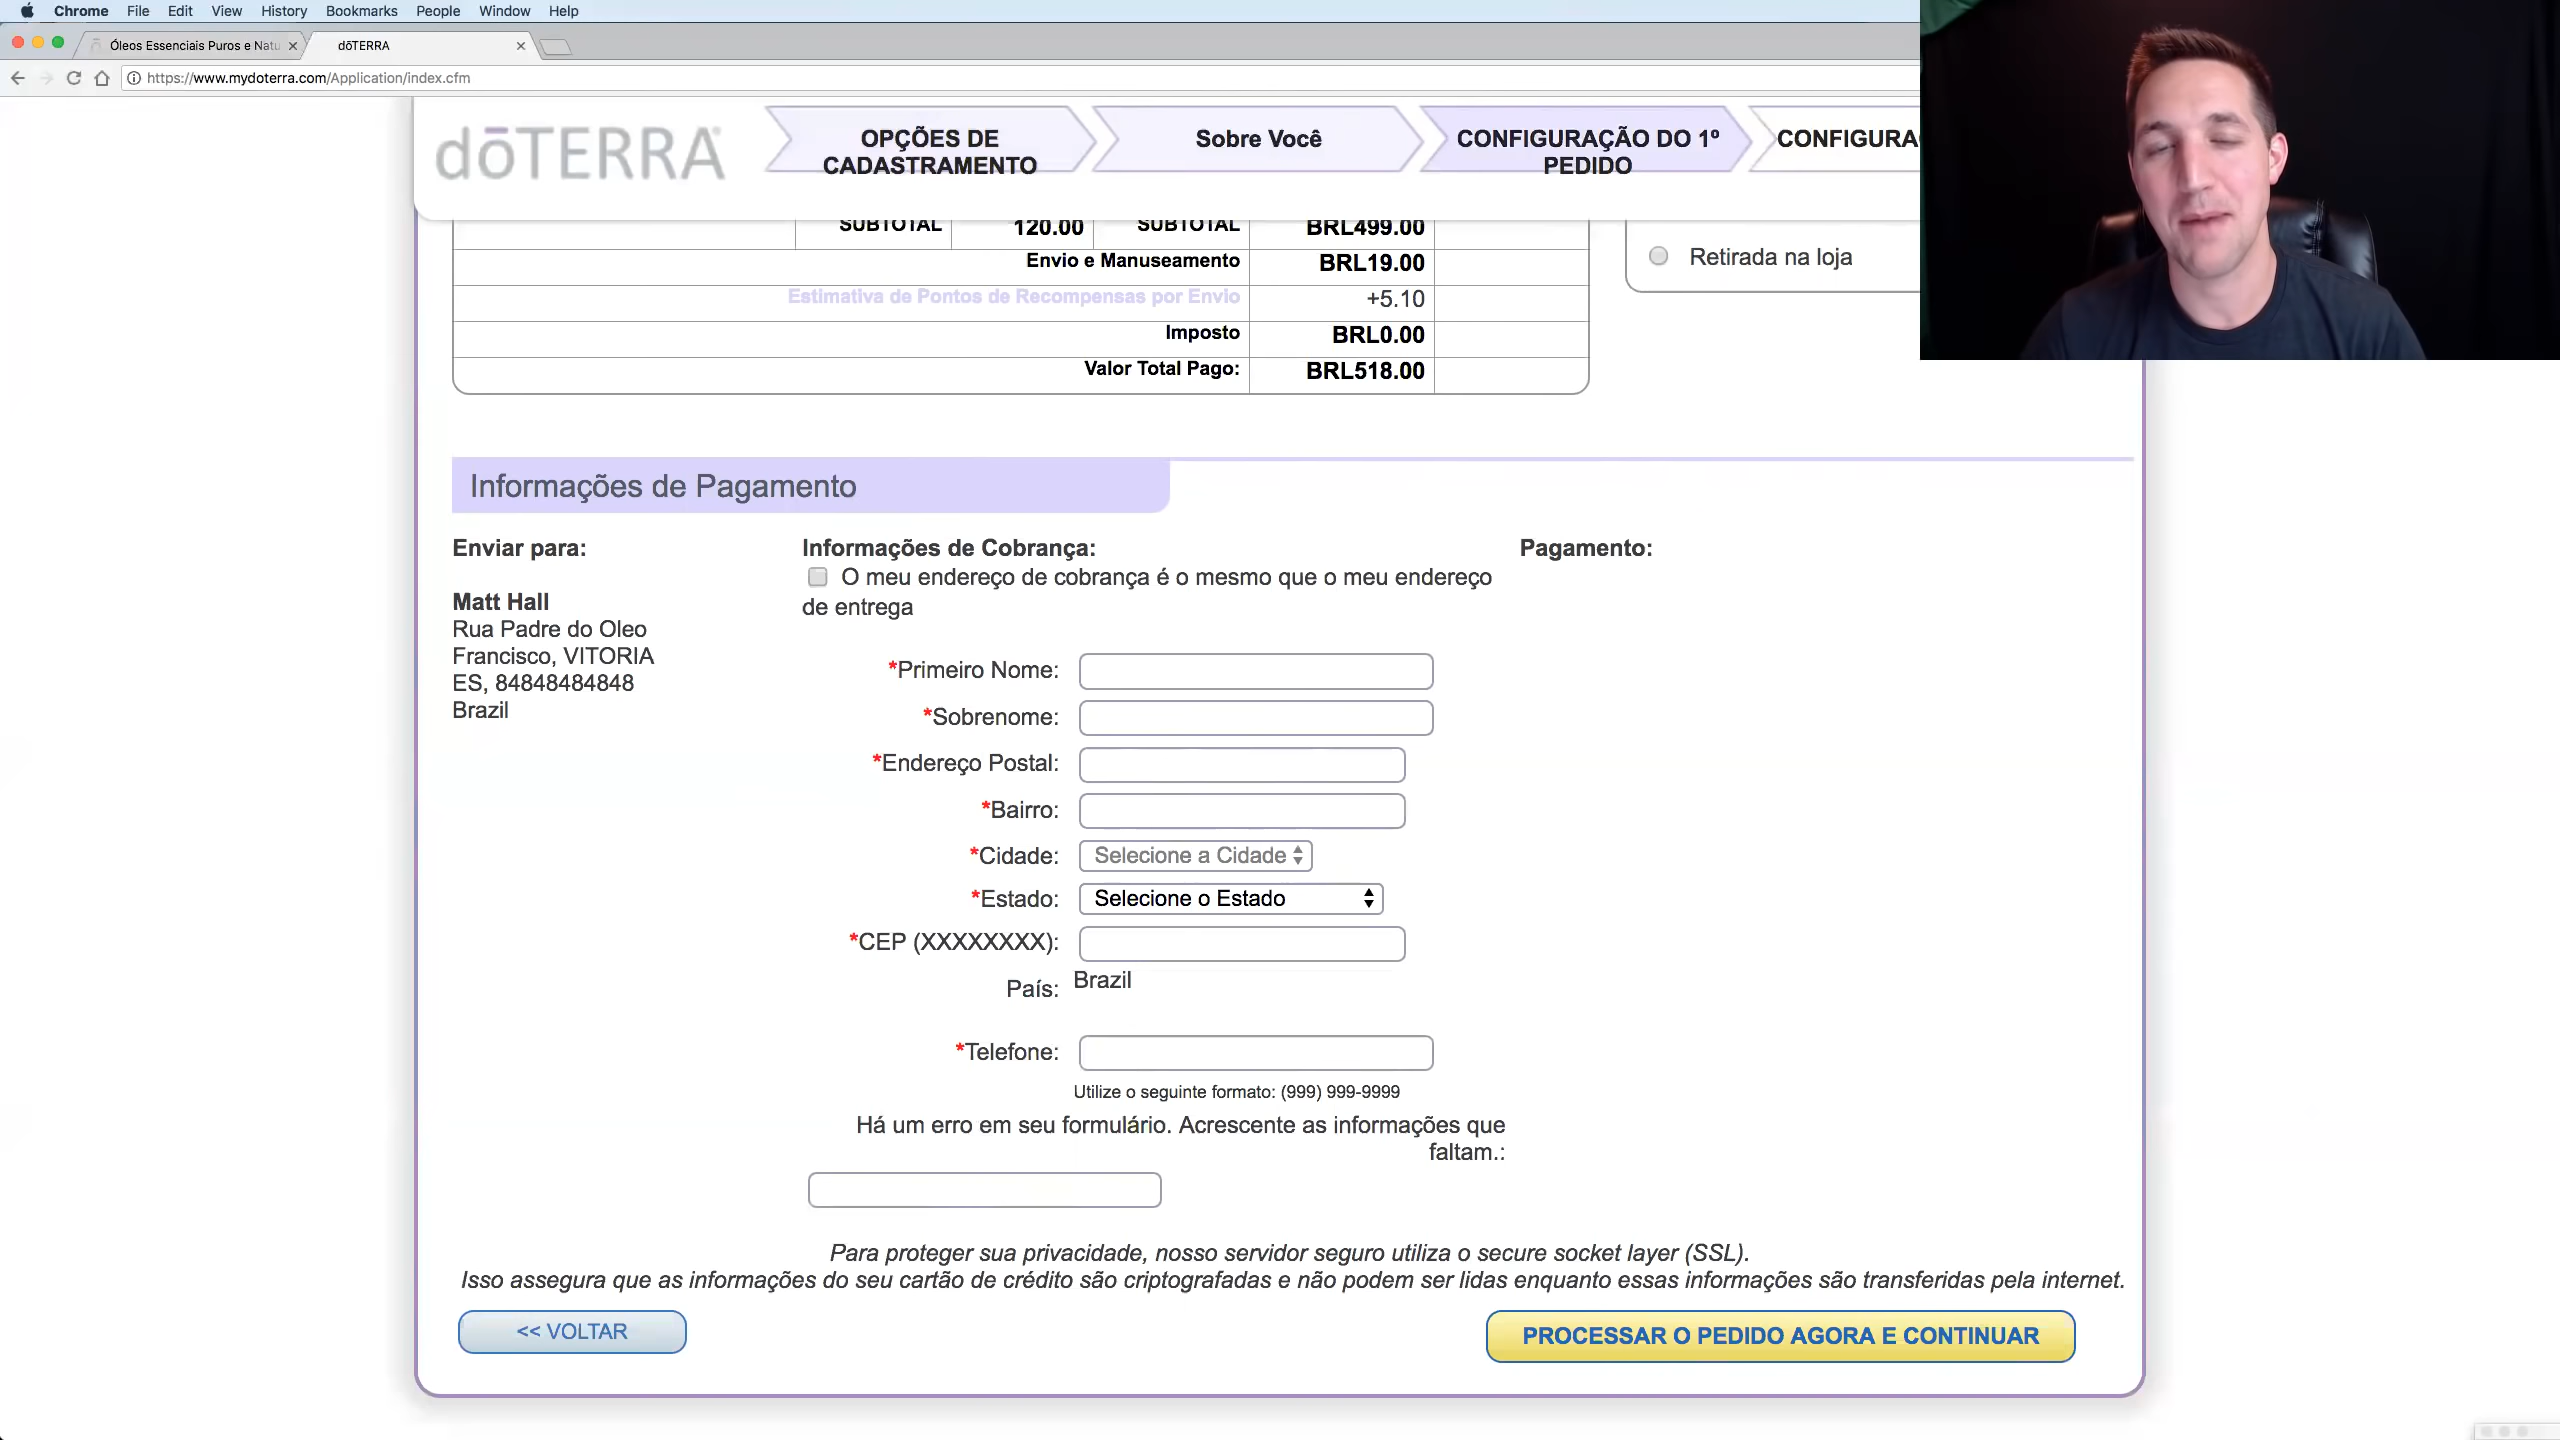 Chrome File Edit View History Bookmarks People Window Help
Óleos Essenciais Puros e Natu
dōTERRA
https://www.mydoterra.com/Application/index.cfm
dōTERRA
OPÇÕES DE
CADASTRAMENTO
Sobre Você
CONFIGURAÇÃO DO 1º
PEDIDO
CONFIGURA
SUBTOTAL 120.00 SUBTOTAL BRL499.00
Envio e Manuseamento BRL19.00
Estimativa de Pontos de Recompensas por Envio +5.10
Imposto BRL0.00
Valor Total Pago: BRL518.00
Retirada na loja
Informações de Pagamento
Enviar para:
Matt Hall
Rua Padre do Oleo
Francisco, VITORIA
ES, 84848484848
Brazil
Informações de Cobrança:
O meu endereço de cobrança é o mesmo que o meu endereço
de entrega
*Primeiro Nome:
*Sobrenome:
*Endereço Postal:
*Bairro:
*Cidade: Selecione a Cidade
*Estado: Selecione o Estado
*CEP (XXXXXXXX):
País: Brazil
*Telefone:
Utilize o seguinte formato: (999) 999-9999
Há um erro em seu formulário. Acrescente as informações que
faltam.:
Pagamento:
Para proteger sua privacidade, nosso servidor seguro utiliza o secure socket layer (SSL).
Isso assegura que as informações do seu cartão de crédito são criptografadas e não podem ser lidas enquanto essas informações são transferidas pela internet.
<< VOLTAR
PROCESSAR O PEDIDO AGORA E CONTINUAR